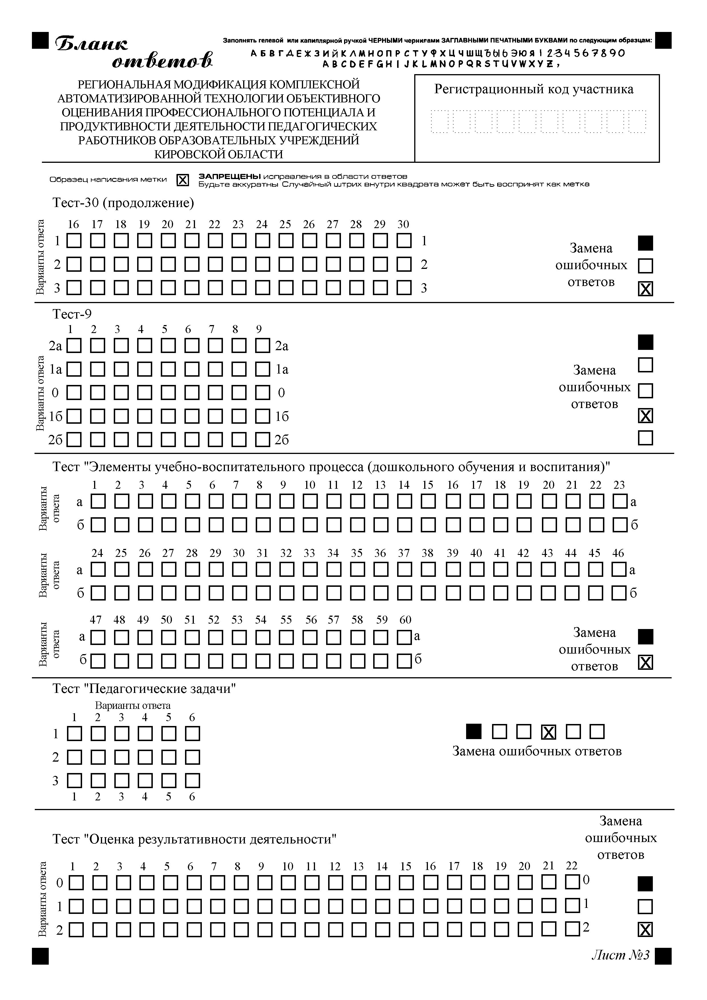 Бланк
ответов
Заполнять гелевой или капиллярной ручкой ЧЕРНЫМИ чернилами ЗАГЛАВНЫМИ ПЕЧАТНЫМИ БУКВАМИ по следующим образцам:
А Б В Г Д Е Ж З И Й К Л М Н О П Р С Т У Ф Х Ц Ч Ш Щ Ъ Ы Ь Э Ю Я 1 2 3 4 5 6 7 8 9 0
A B C D E F G H I J K L M N O P Q R S T U V W X Y Z ,
РЕГИОНАЛЬНАЯ МОДИФИКАЦИЯ КОМПЛЕКСНОЙ
АВТОМАТИЗИРОВАННОЙ ТЕХНОЛОГИИ ОБЪЕКТИВНОГО
ОЦЕНИВАНИЯ ПРОФЕССИОНАЛЬНОГО ПОТЕНЦИАЛА И
ПРОДУКТИВНОСТИ ДЕЯТЕЛЬНОСТИ ПЕДАГОГИЧЕСКИХ
РАБОТНИКОВ ОБРАЗОВАТЕЛЬНЫХ УЧРЕЖДЕНИЙ
КИРОВСКОЙ ОБЛАСТИ
Регистрационный код участника
Образец написания метки X
ЗАПРЕЩЕНЫ исправления в области ответов
Будьте аккуратны Случайный штрих внутри квадрата может быть воспринят как метка
Тест-30 (продолжение)
Варианты ответа
16 17 18 19 20 21 22 23 24 25 26 27 28 29 30
1 1
2 2
3 3
Замена
ошибочных
ответов
X
Тест-9
Варианты ответа
1 2 3 4 5 6 7 8 9
2а 2а
1а 1а
0 0
1б 1б
2б 2б
Замена
ошибочных
ответов
X
Тест "Элементы учебно-воспитательного процесса (дошкольного обучения и воспитания)"
Варианты
ответа
1 2 3 4 5 6 7 8 9 10 11 12 13 14 15 16 17 18 19 20 21 22 23
а а
б б
Варианты
ответа
24 25 26 27 28 29 30 31 32 33 34 35 36 37 38 39 40 41 42 43 44 45 46
а а
б б
Варианты
ответа
47 48 49 50 51 52 53 54 55 56 57 58 59 60
а а
б б
Замена
ошибочных
ответов
X
Тест "Педагогические задачи"
Варианты ответа
1 2 3 4 5 6
1
2
3
1 2 3 4 5 6
X
Замена ошибочных ответов
Тест "Оценка результативности деятельности"
Замена
ошибочных
ответов
Варианты ответа
1 2 3 4 5 6 7 8 9 10 11 12 13 14 15 16 17 18 19 20 21 22
0 0
1 1
2 2
X
Лист №3